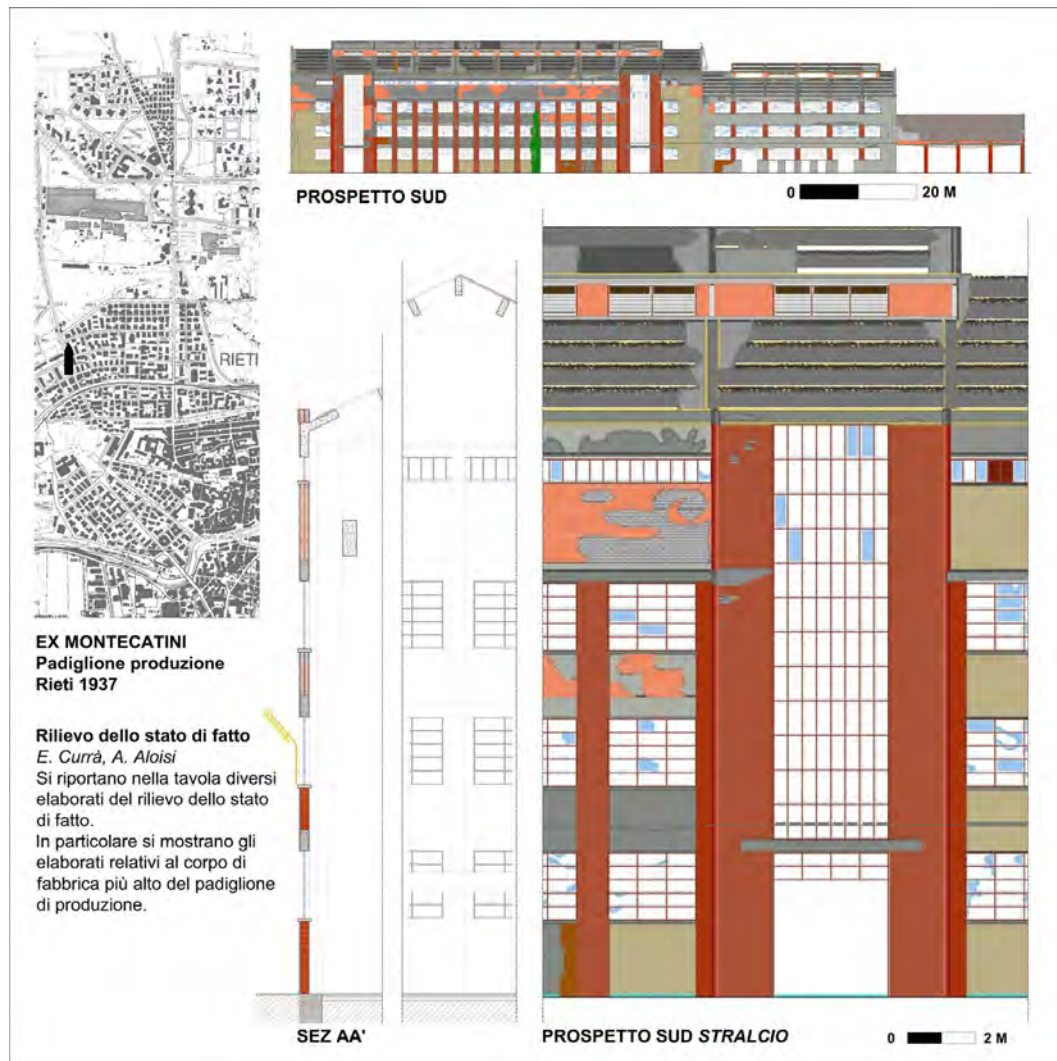 RIETI
PROSPETTO SUD
0 20 M
EX MONTECATINI
Padiglione produzione
Rieti 1937
Rilievo dello stato di fatto
E. Currà, A. Aloisi
Si riportano nella tavola diversi
elaborati del rilievo dello stato
di fatto.
In particolare si mostrano gli
elaborati relativi al corpo di
fabbrica più alto del padiglione
di produzione.
SEZ AA'
PROSPETTO SUD STRALCIO
0 2 M